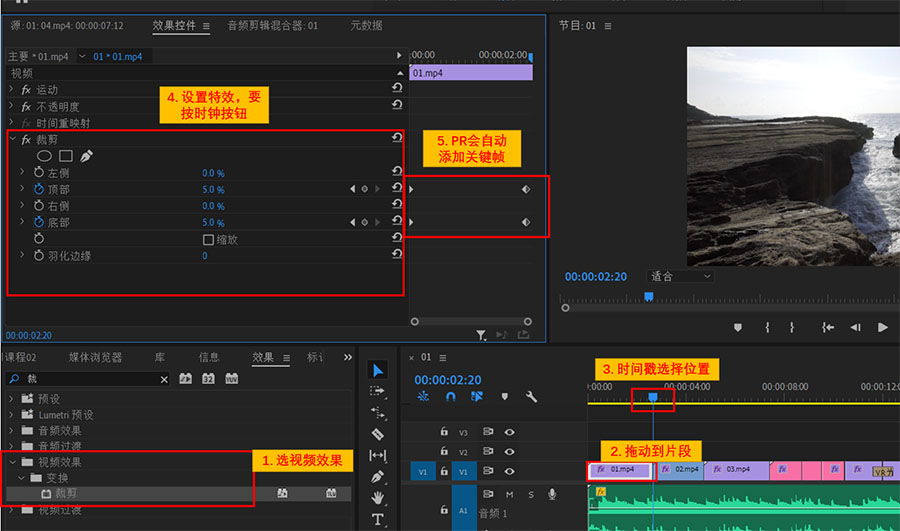 源: 01: 04.mp4: 00:00:07:12
效果控件
音频剪辑混合器: 01
元数据
节目: 01
主要 * 01.mp4
01 * 01.mp4
:00:00
00:00:02:00
视频
01.mp4
fx 运动
fx 不透明度
fx 时间重映射
4. 设置特效，要
按时钟按钮
fx 裁剪
5. PR会自动
添加关键帧
左侧
0.0 %
顶部
5.0 %
右侧
0.0 %
底部
5.0 %
缩放
羽化边缘
0
00:00:02:20
适合
00:00:02:20
课程02
媒体浏览器
库
信息
效果
标记
01
裁
32
YUV
00:00:02:20
3. 时间戳选择位置
:00:00
00:00:04:00
00:00:08:00
00:00:12:0
预设
Lumetri 预设
音频效果
音频过渡
视频效果
1. 选视频效果
变换
裁剪
视频过渡
V3
V2
2. 拖动到片段
V1
V1
fx 01.mp4
fx 02.mp4
fx 03.mp4
fx
fx
VR方
A1
M
S
音频 1
fx
T